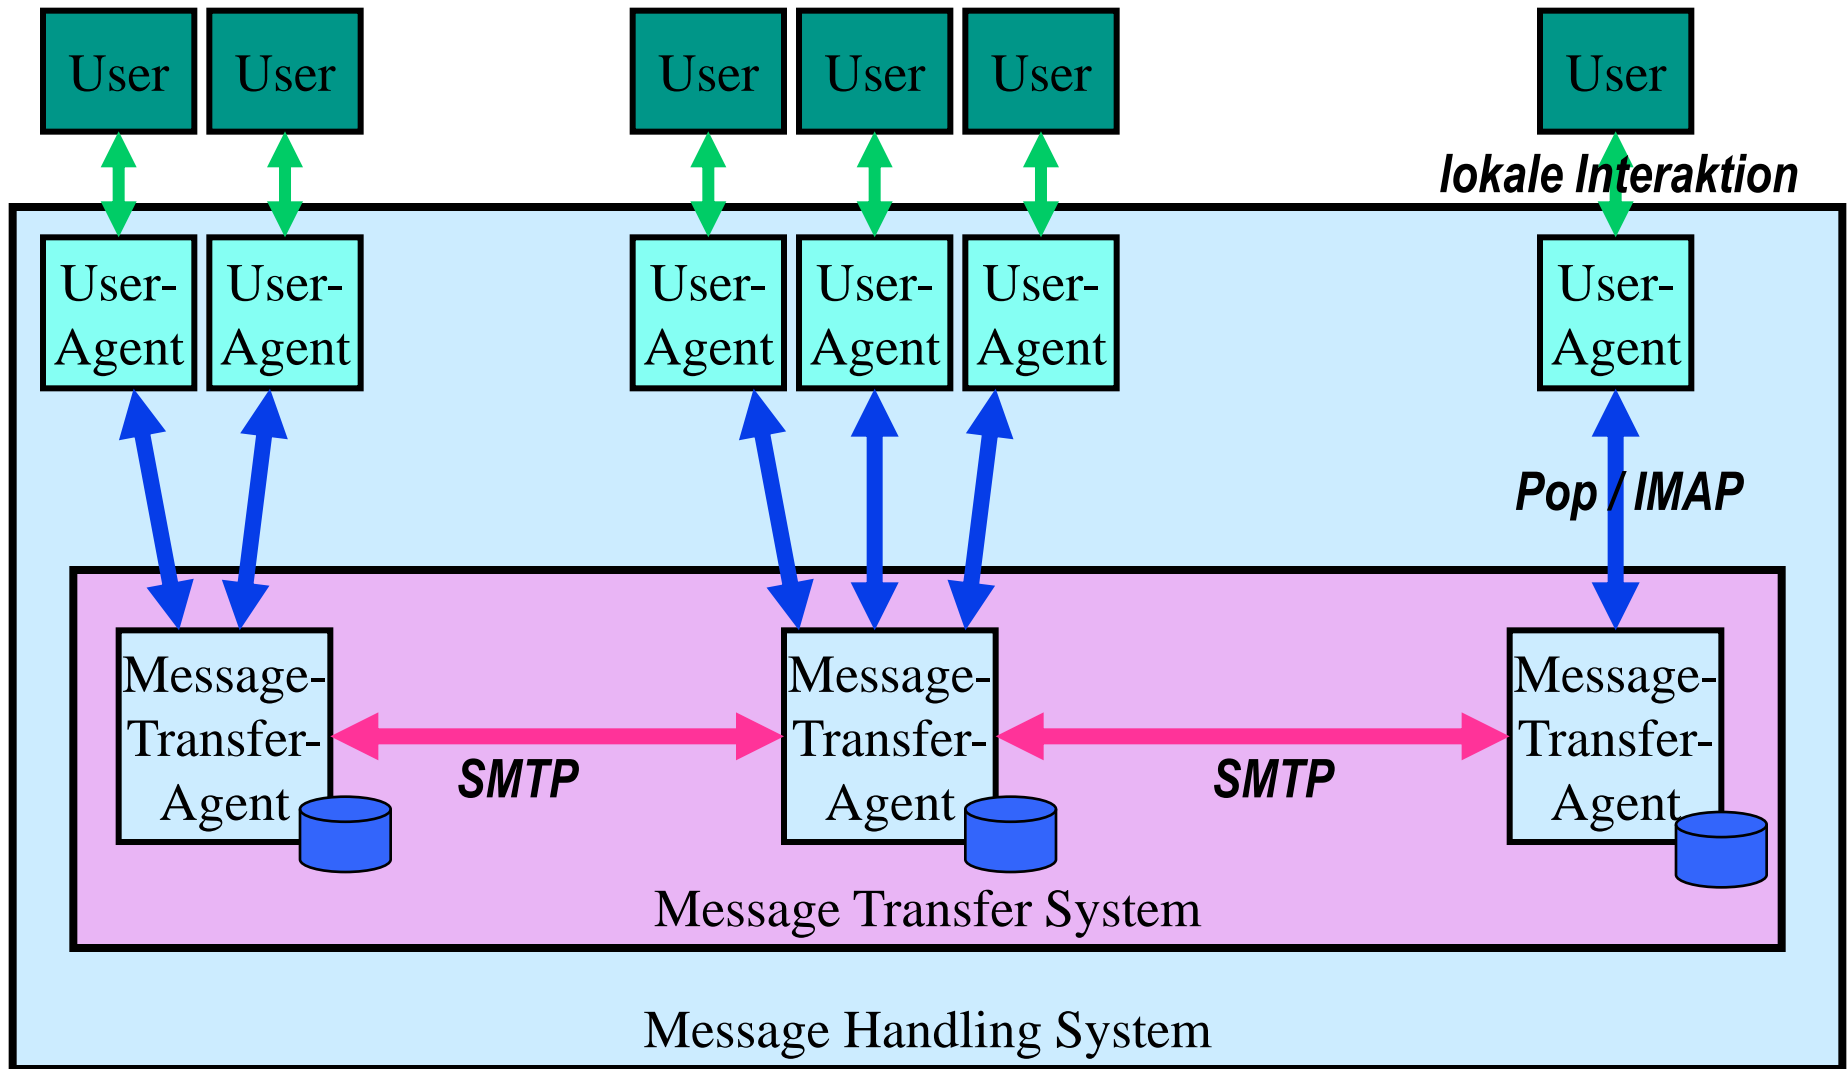 User
User
User
User
User
User
lokale Interaktion
User-
Agent
User-
Agent
User-
Agent
User-
Agent
User-
Agent
User-
Agent
Pop / IMAP
Message-
Transfer-
Agent
SMTP
Message-
Transfer-
Agent
SMTP
Message-
Transfer-
Agent
Message Transfer System
Message Handling System